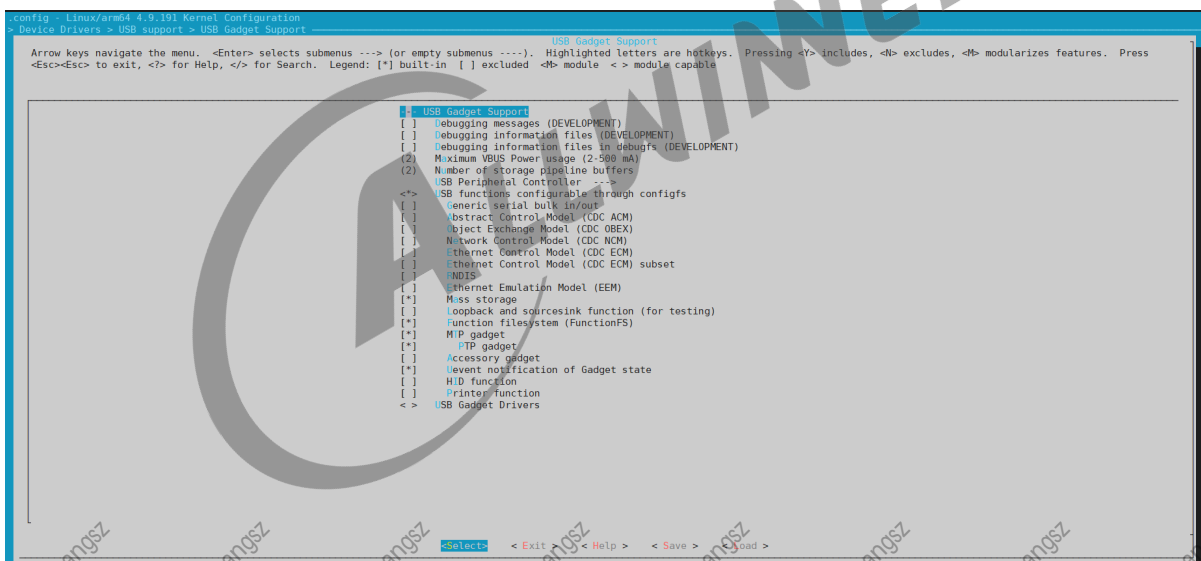 .config - Linux/arm64 4.9.191 Kernel Configuration
> Device Drivers > USB support > USB Gadget Support
USB Gadget Support
Arrow keys navigate the menu.  <Enter> selects submenus ---> (or empty submenus ----).  Highlighted letters are hotkeys.  Pressing <Y> includes, <N> excludes, <M> modularizes features.  Press
<Esc><Esc> to exit, <?> for Help, </> for Search.  Legend: [*] built-in  [ ] excluded  <M> module  < > module capable
--- USB Gadget Support
[ ]   Debugging messages (DEVELOPMENT)
[ ]   Debugging information files (DEVELOPMENT)
[ ]   Debugging information files in debugfs (DEVELOPMENT)
(2)   Maximum VBUS Power usage (2-500 mA)
(2)   Number of storage pipeline buffers
USB Peripheral Controller  --->
<*>   USB functions configurable through configfs
[ ]     Generic serial bulk in/out
[ ]     Abstract Control Model (CDC ACM)
[ ]     Object Exchange Model (CDC OBEX)
[ ]     Network Control Model (CDC NCM)
[ ]     Ethernet Control Model (CDC ECM)
[ ]     Ethernet Control Model (CDC ECM) subset
[ ]     RNDIS
[ ]     Ethernet Emulation Model (EEM)
[*]     Mass storage
[ ]     Loopback and sourcesink function (for testing)
[*]     Function filesystem (FunctionFS)
[*]     MTP gadget
[*]       PTP gadget
[ ]     Accessory gadget
[*]     Uevent notification of Gadget state
[ ]     HID function
[ ]     Printer function
< >   USB Gadget Drivers
<Select>    < Exit >    < Help >    < Save >    < Load >
ALLWINNE
angsz angsz angsz angsz angsz angsz angsz